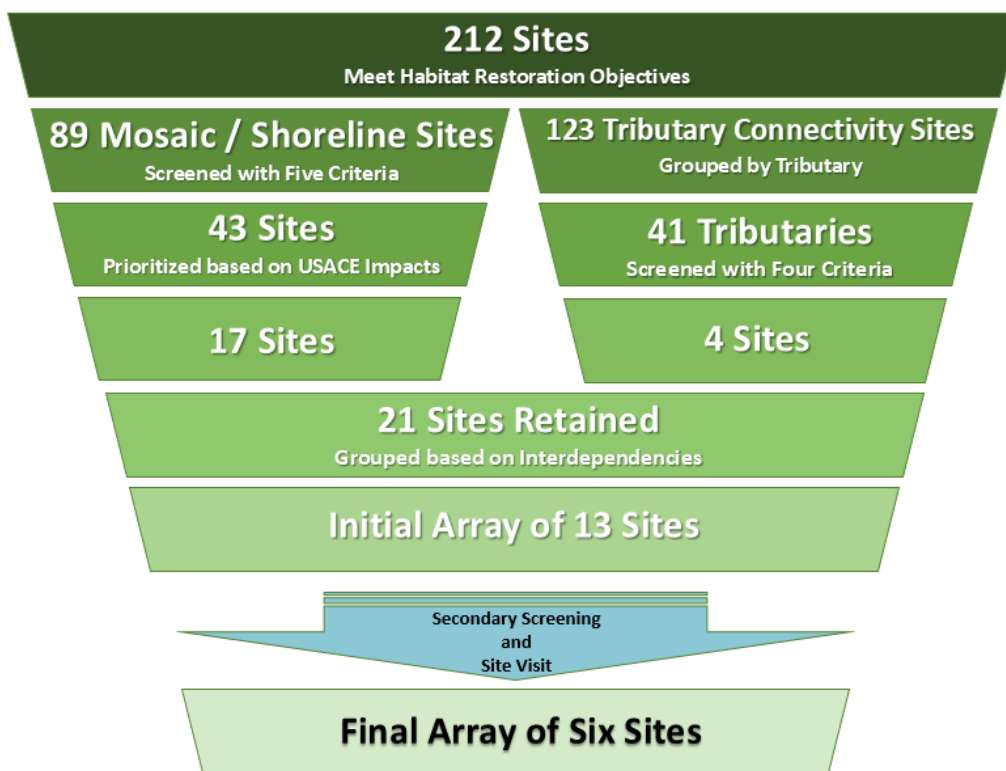 212 Sites
Meet Habitat Restoration Objectives
89 Mosaic / Shoreline Sites
Screened with Five Criteria
123 Tributary Connectivity Sites
Grouped by Tributary
43 Sites
Prioritized based on USACE Impacts
41 Tributaries
Screened with Four Criteria
17 Sites
4 Sites
21 Sites Retained
Grouped based on Interdependencies
Initial Array of 13 Sites
Secondary Screening
and
Site Visit
Final Array of Six Sites